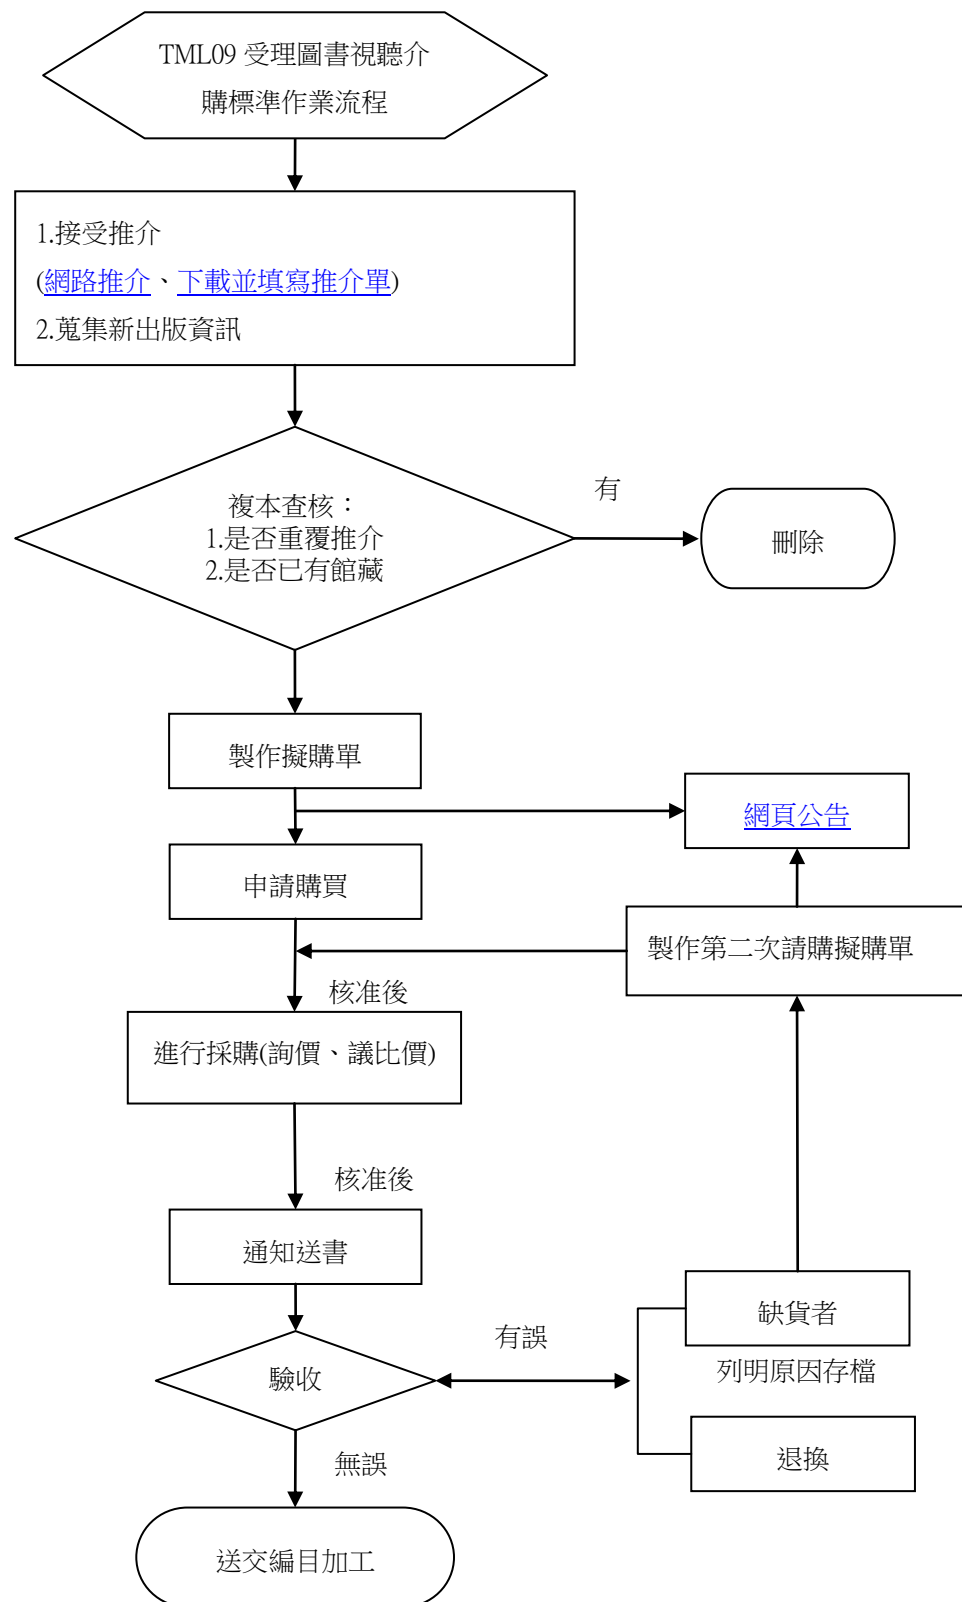 TML09 受理圖書視聽介
購標準作業流程
1.接受推介
(網路推介、下載並填寫推介單)
2.蒐集新出版資訊
複本查核：
1.是否重覆推介
2.是否已有館藏
有
刪除
製作擬購單
網頁公告
申請購買
製作第二次請購擬購單
核准後
進行採購(詢價、議比價)
核准後
通知送書
缺貨者
有誤
列明原因存檔
驗收
退換
無誤
送交編目加工